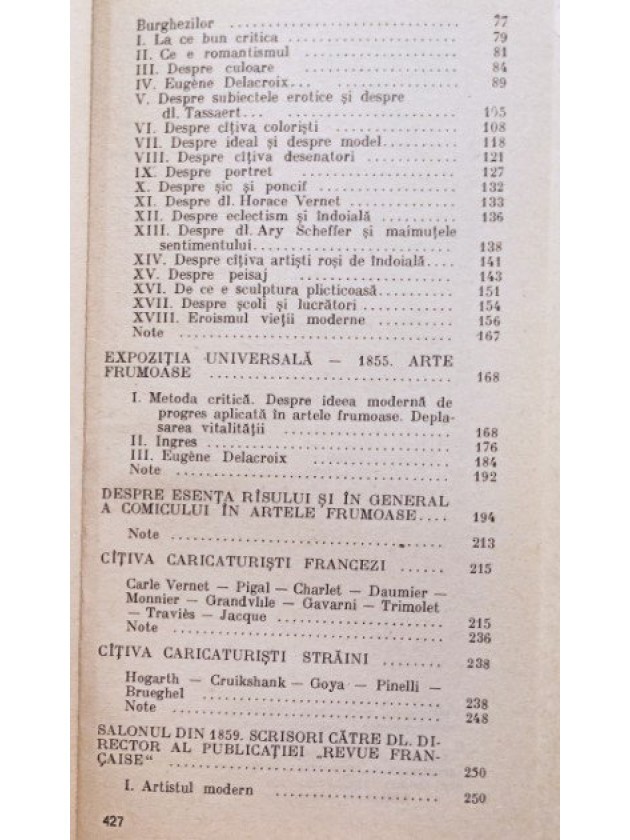 Burghezilor .......................... 77
I. La ce bun critica .................. 79
II. Ce e romantismul .................. 81
III. Despre culoare .................. 84
IV. Eugène Delacroix... .............. 89
V. Despre subiectele erotice și despre
dl. Tassaert... ........................ 105
VI. Despre cîțiva coloriști ............ 108
VII. Despre ideal și despre model.......... 118
VIII. Despre cîțiva desenatori ............ 121
IX. Despre portret .................. 127
X. Despre șic și poncif ................ 132
XI. Despre dl. Horace Vernet ............ 133
XII. Despre eclectism și îndoială ........ 136
XIII. Despre dl. Ary Scheffer și maimuțele
sentimentului.......................... 138
XIV. Despre cîțiva artiști roși de îndoială.... 141
XV. Despre peisaj .................. 143
XVI. De ce e sculptura plicticoasă.......... 151
XVII. Despre școli și lucrători ............ 154
XVIII. Eroismul vieții moderne ............ 156
Note .................................. 167
EXPOZIȚIA UNIVERSALĂ — 1855. ARTE
FRUMOASE .......................... 168
I. Metoda critică. Despre ideea modernă de
progres aplicată în artele frumoase. Depla-
sarea vitalității ...................... 168
II. Ingres .............................. 176
III. Eugène Delacroix ................ 184
Note .................................. 192
DESPRE ESENȚA RÎSULUI ȘI ÎN GENERAL
A COMICULUI ÎN ARTELE FRUMOASE.... 194
Note .................................. 213
CÎȚIVA CARICATURIȘTI FRANCEZI ...... 215
Carle Vernet — Pigal — Charlet — Daumier —
Monnier — Grandville — Gavarni — Trimolet
— Traviès — Jacque .................... 215
Note .................................. 236
CÎȚIVA CARICATURIȘTI STRĂINI ........ 238
Hogarth — Cruikshank — Goya — Pinelli —
Brueghel .............................. 238
Note .................................. 248
SALONUL DIN 1859. SCRISORI CĂTRE DL. DI-
RECTOR AL PUBLICAȚIEI „REVUE FRAN-
ÇAISE“ .............................. 250
I. Artistul modern .................... 250
427